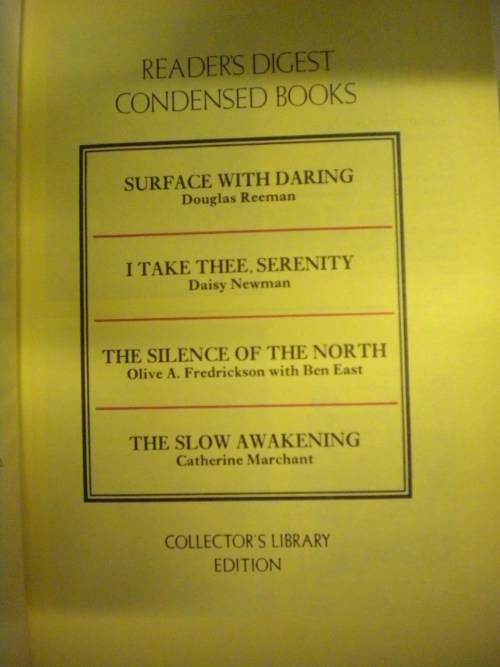 READER'S DIGEST
CONDENSED BOOKS
SURFACE WITH DARING
Douglas Reeman
I TAKE THEE, SERENITY
Daisy Newman
THE SILENCE OF THE NORTH
Olive A. Fredrickson with Ben East
THE SLOW AWAKENING
Catherine Marchant
COLLECTOR'S LIBRARY
EDITION